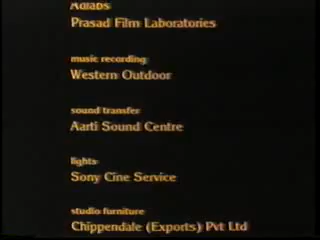 Adlabs
Prasad Film Laboratories
music recording
Western Outdoor
sound transfer
Aarti Sound Centre
lights
Sony Cine Service
studio furniture
Chippendale (Exports) Pvt Ltd